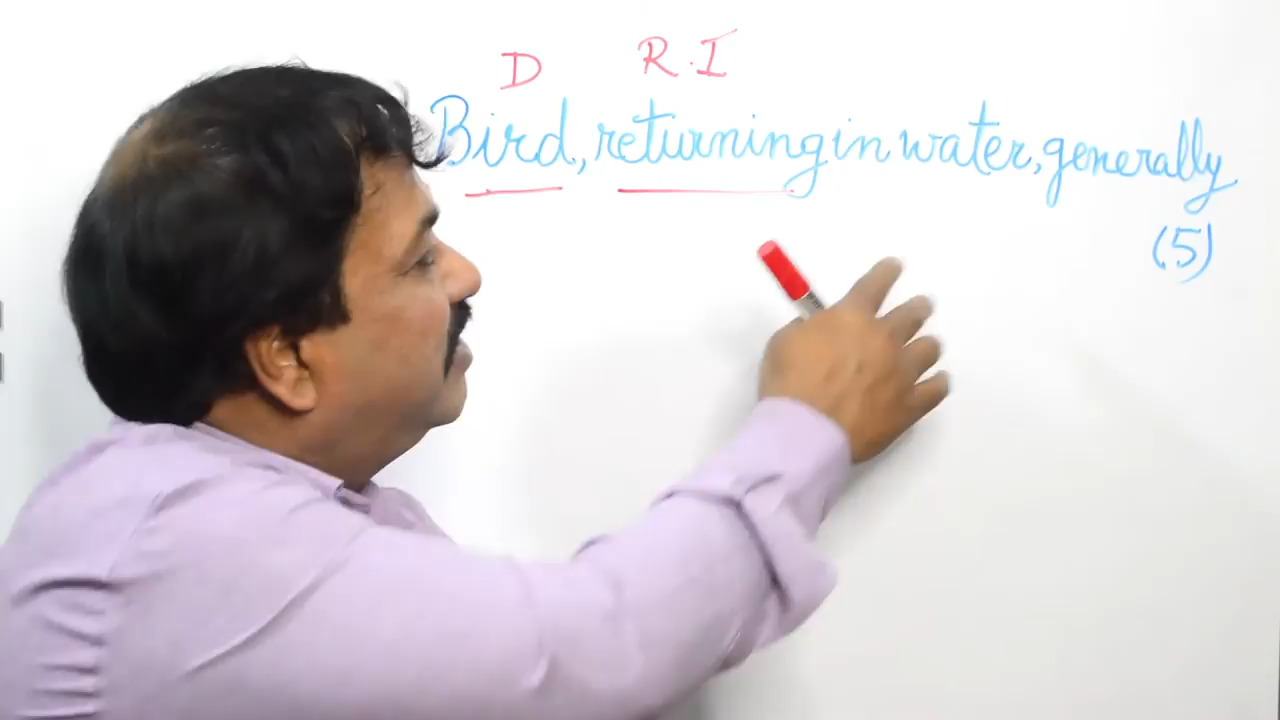 D R.I
Bird, returning in water, generally
(5)